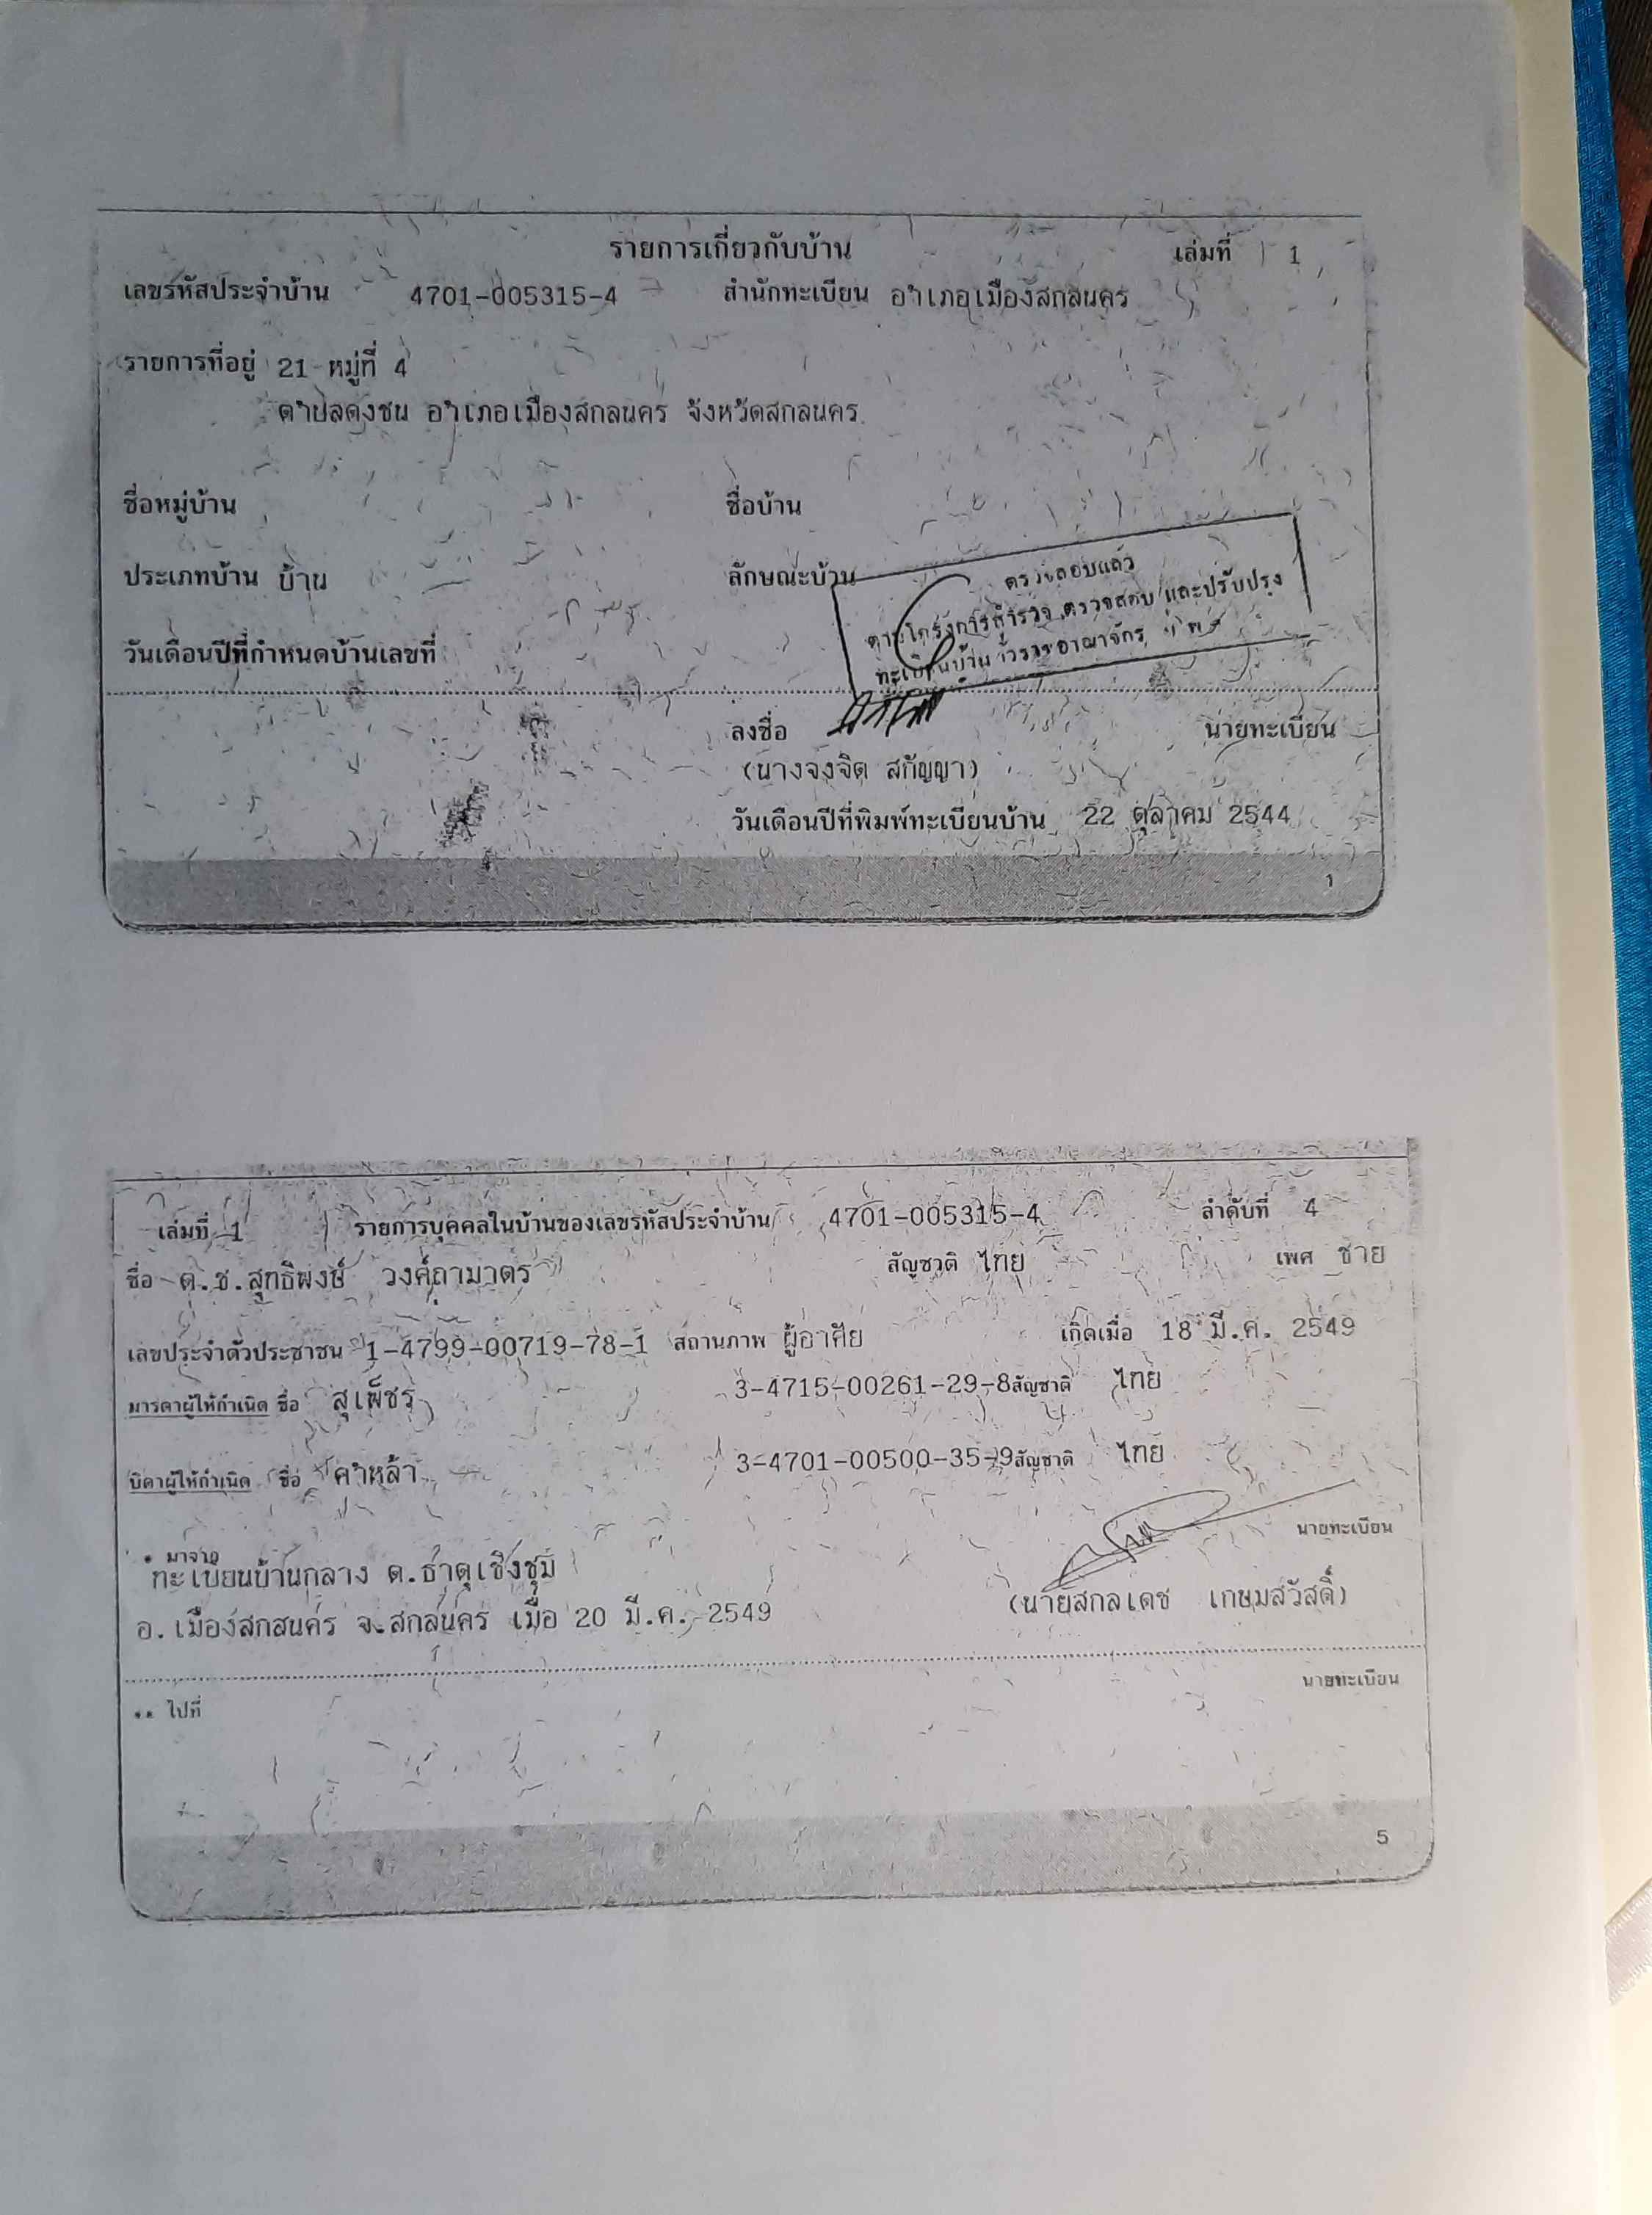 รายการเกี่ยวกับบ้าน เล่มที่ 1
เลขรหัสประจำบ้าน 4701-005315-4 สำนักทะเบียน อำเภอเมืองสกลนคร
รายการที่อยู่ 21 หมู่ที่ 4
ตำบลดงชน อำเภอเมืองสกลนคร จังหวัดสกลนคร
ชื่อหมู่บ้าน ชื่อบ้าน
ประเภทบ้าน บ้าน ลักษณะบ้าน
ตรวจสอบแล้ว
ตามโครงการสำรวจ ตรวจสอบ และปรับปรุง
ทะเบียนบ้าน ทั่วราชอาณาจักร
วันเดือนปีที่กำหนดบ้านเลขที่
ลงชื่อ นายทะเบียน
(นางจงจิต สกัญญา)
วันเดือนปีที่พิมพ์ทะเบียนบ้าน 22 ตุลาคม 2544
1
เล่มที่ 1 รายการบุคคลในบ้านของเลขรหัสประจำบ้าน 4701-005315-4 ลำดับที่ 4
ชื่อ ด.ช.สุทธิพงษ์ วงค์ถามาตร สัญชาติ ไทย เพศ ชาย
เลขประจำตัวประชาชน 1-4799-00719-78-1 สถานภาพ ผู้อาศัย เกิดเมื่อ 18 มี.ค. 2549
มารดาผู้ให้กำเนิด ชื่อ สุเพ็ชร 3-4715-00261-29-8 สัญชาติ ไทย
บิดาผู้ให้กำเนิด ชื่อ คำหล้า 3-4701-00500-35-9 สัญชาติ ไทย
* มาจาก นายทะเบียน
ทะเบียนบ้านกลาง ต.ธาตุเชิงชุม
อ.เมืองสกลนคร จ.สกลนคร เมื่อ 20 มี.ค. 2549 (นายสกลเดช เกษมสวัสดิ์)
** ไปที่ นายทะเบียน
5